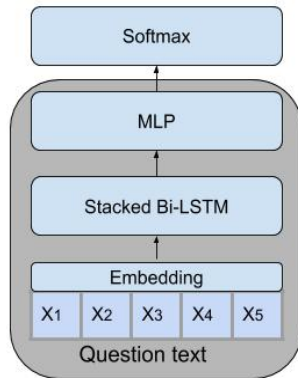 Softmax
MLP
Stacked Bi-LSTM
Embedding
X1 X2 X3 X4 X5
Question text